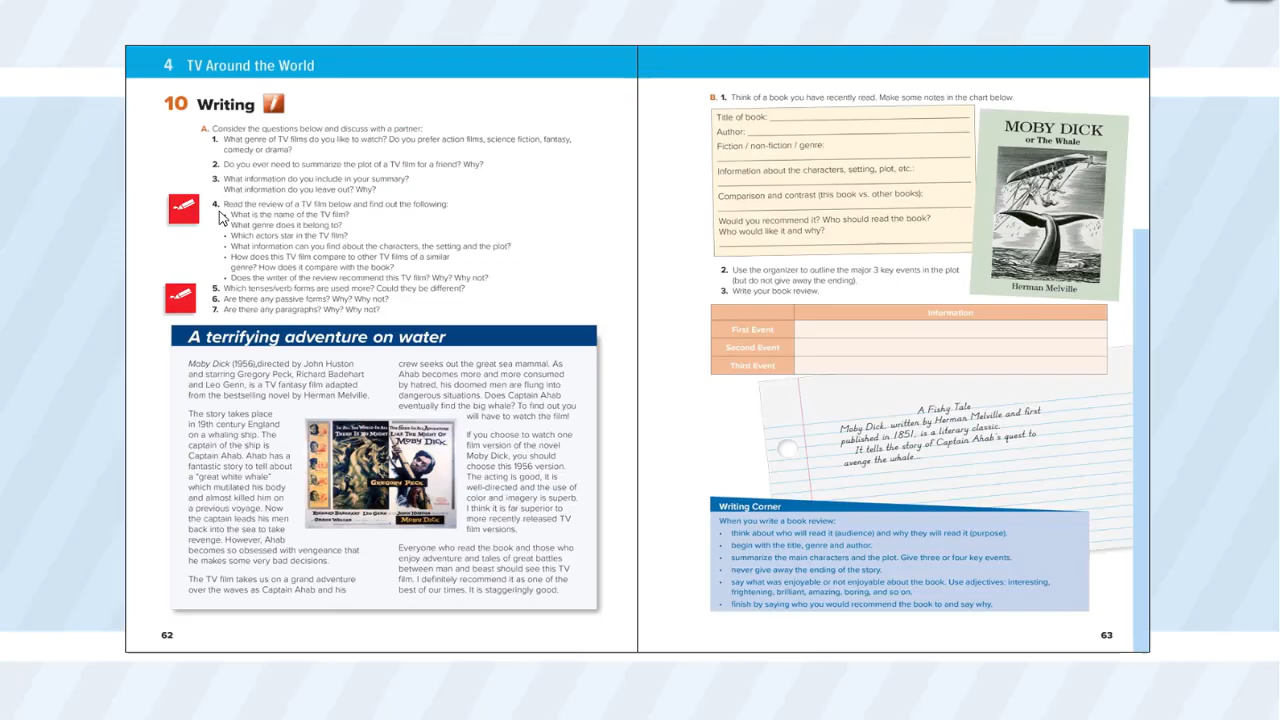 4 TV Around the World
10 Writing
A. Consider the questions below and discuss with a partner:
1. What genre of TV films do you like to watch? Do you prefer action films, science fiction, fantasy,
comedy or drama?
2. Do you ever need to summarize the plot of a TV film for a friend? Why?
3. What information do you include in your summary?
What information do you leave out? Why?
4. Read the review of a TV film below and find out the following:
• What is the name of the TV film?
What genre does it belong to?
• Which actors star in the TV film?
• What information can you find about the characters, the setting and the plot?
• How does this TV film compare to other TV films of a similar
genre? How does it compare with the book?
• Does the writer of the review recommend this TV film? Why? Why not?
5. Which tenses/verb forms are used more? Could they be different?
6. Are there any passive forms? Why? Why not?
7. Are there any paragraphs? Why? Why not?
A terrifying adventure on water
Moby Dick (1956),directed by John Huston
and starring Gregory Peck, Richard Badehart
and Leo Genn, is a TV fantasy film adapted
from the bestselling novel by Herman Melville.
The story takes place
in 19th century England
on a whaling ship. The
captain of the ship is
Captain Ahab. Ahab has a
fantastic story to tell about
a “great white whale”
which mutilated his body
and almost killed him on
a previous voyage. Now
the captain leads his men
back into the sea to take
revenge. However, Ahab
becomes so obsessed with vengeance that
he makes some very bad decisions.
The TV film takes us on a grand adventure
over the waves as Captain Ahab and his
crew seeks out the great sea mammal. As
Ahab becomes more and more consumed
by hatred, his doomed men are flung into
dangerous situations. Does Captain Ahab
eventually find the big whale? To find out you
will have to watch the film!
If you choose to watch one
film version of the novel
Moby Dick, you should
choose this 1956 version.
The acting is good, it is
well-directed and the use of
color and imagery is superb.
I think it is far superior to
more recently released TV
film versions.
Everyone who read the book and those who
enjoy adventure and tales of great battles
between man and beast should see this TV
film. I definitely recommend it as one of the
best of our times. It is staggeringly good.
IN ALL THE WORLD-IN ALL
THERE IS NO MIGHT
THE SEAS-IN ALL ADVENTURE
LIKE THE MIGHT OF
MOBY DICK
GREGORY PECK
RICHARD BASEHART LEO GENN
ORSON WELLES
MOBY DICK
62
B. 1. Think of a book you have recently read. Make some notes in the chart below.
Title of book:
Author:
Fiction / non-fiction / genre:
Information about the characters, setting, plot, etc.:
Comparison and contrast (this book vs. other books):
Would you recommend it? Who should read the book?
Who would like it and why?
MOBY DICK
or The Whale
Herman Melville
2. Use the organizer to outline the major 3 key events in the plot
(but do not give away the ending).
3. Write your book review.
Information
First Event
Second Event
Third Event
A Fishy Tale
Moby Dick, written by Herman Melville and first
published in 1851, is a literary classic.
It tells the story of Captain Ahab's quest to
avenge the whale...
Writing Corner
When you write a book review:
• think about who will read it (audience) and why they will read it (purpose).
• begin with the title, genre and author.
• summarize the main characters and the plot. Give three or four key events.
• never give away the ending of the story.
• say what was enjoyable or not enjoyable about the book. Use adjectives: interesting,
frightening, brilliant, amazing, boring, and so on.
• finish by saying who you would recommend the book to and say why.
63